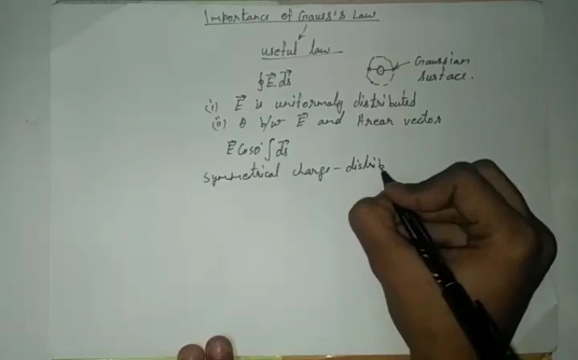 Importance of Gauss's Law
useful law
∮E⃗.ds⃗
Gaussian
surface.
(i) E⃗ is uniformaly distributed
(ii) θ b/w E⃗ and Arear vector
E⃗ Cos0° ∫ds⃗
Symmetrical charge - distrib